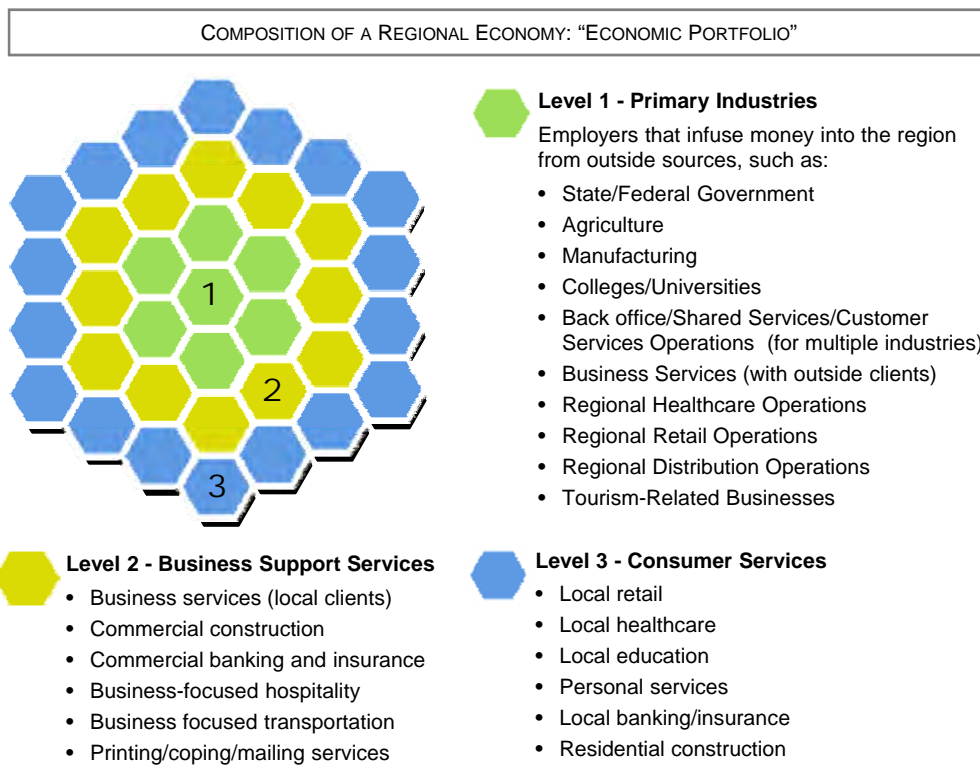 COMPOSITION OF A REGIONAL ECONOMY: “ECONOMIC PORTFOLIO”
1
2
3
Level 1 - Primary Industries
Employers that infuse money into the region
from outside sources, such as:
• State/Federal Government
• Agriculture
• Manufacturing
• Colleges/Universities
• Back office/Shared Services/Customer
Services Operations (for multiple industries)
• Business Services (with outside clients)
• Regional Healthcare Operations
• Regional Retail Operations
• Regional Distribution Operations
• Tourism-Related Businesses
Level 2 - Business Support Services
• Business services (local clients)
• Commercial construction
• Commercial banking and insurance
• Business-focused hospitality
• Business focused transportation
• Printing/coping/mailing services
Level 3 - Consumer Services
• Local retail
• Local healthcare
• Local education
• Personal services
• Local banking/insurance
• Residential construction